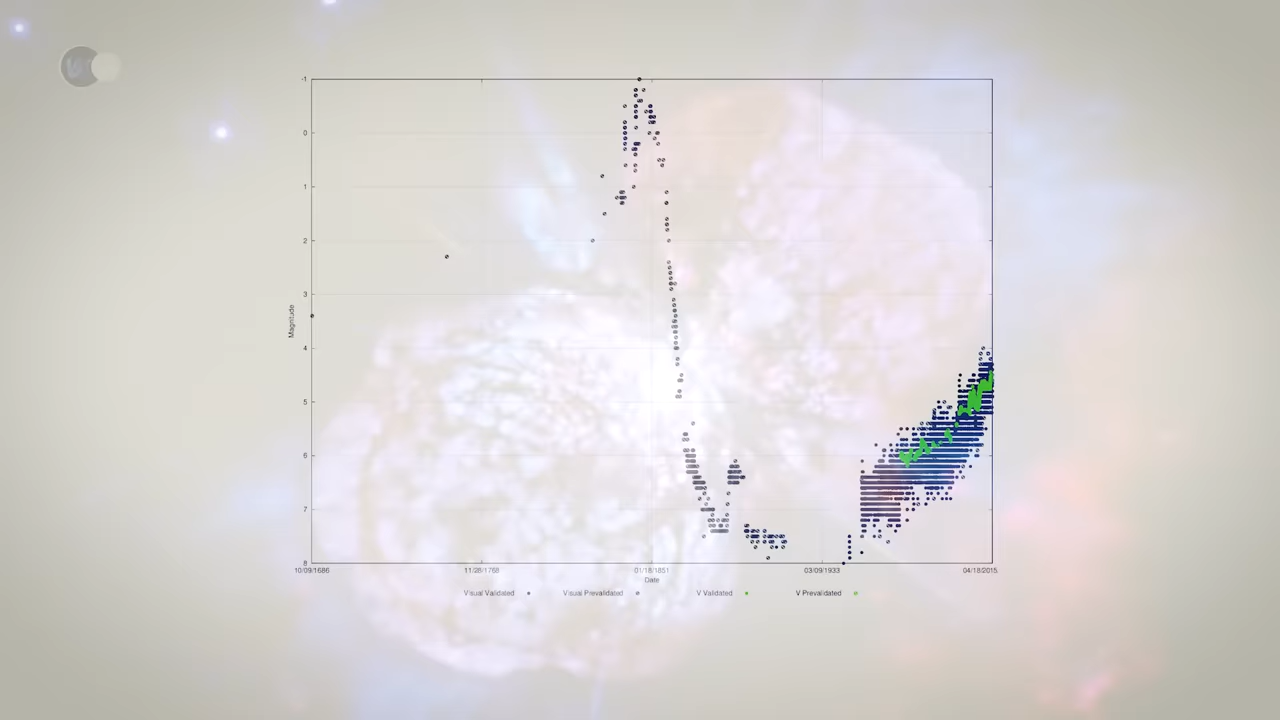 -1
0
1
2
3
4
5
6
7
8
Magnitude
10/09/1686 11/28/1768 01/18/1851 03/09/1933 04/18/2015
Date
Visual Validated Visual Prevalidated V Validated V Prevalidated